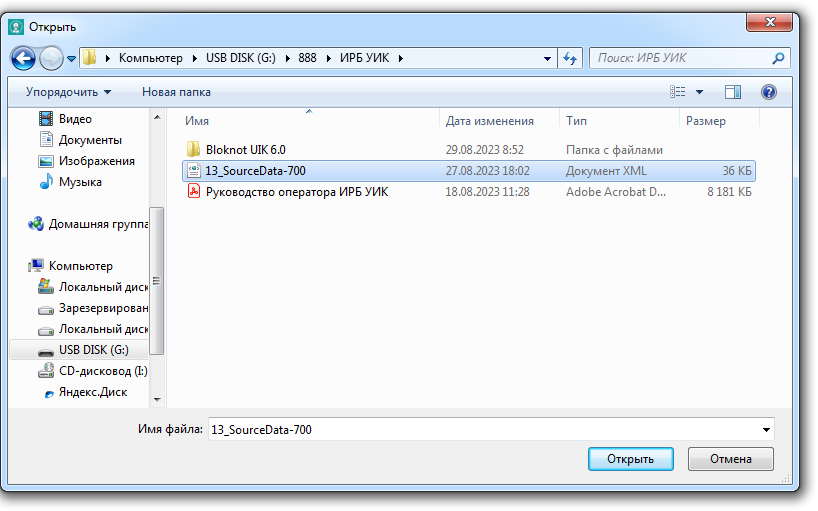 Открыть
Компьютер USB DISK (G:) 888 ИРБ УИК
Поиск: ИРБ УИК
Упорядочить Новая папка
Имя Дата изменения Тип Размер
Bloknot UIK 6.0 29.08.2023 8:52 Папка с файлами
13_SourceData-700 27.08.2023 18:02 Документ XML 36 КБ
Руководство оператора ИРБ УИК 18.08.2023 11:28 Adobe Acrobat D... 8 181 КБ
Видео
Документы
Изображения
Музыка
Домашняя группа
Компьютер
Локальный диск
Зарезервирован
Локальный диск
USB DISK (G:)
CD-дисковод (I:)
Яндекс.Диск
Имя файла: 13_SourceData-700
Открыть Отмена